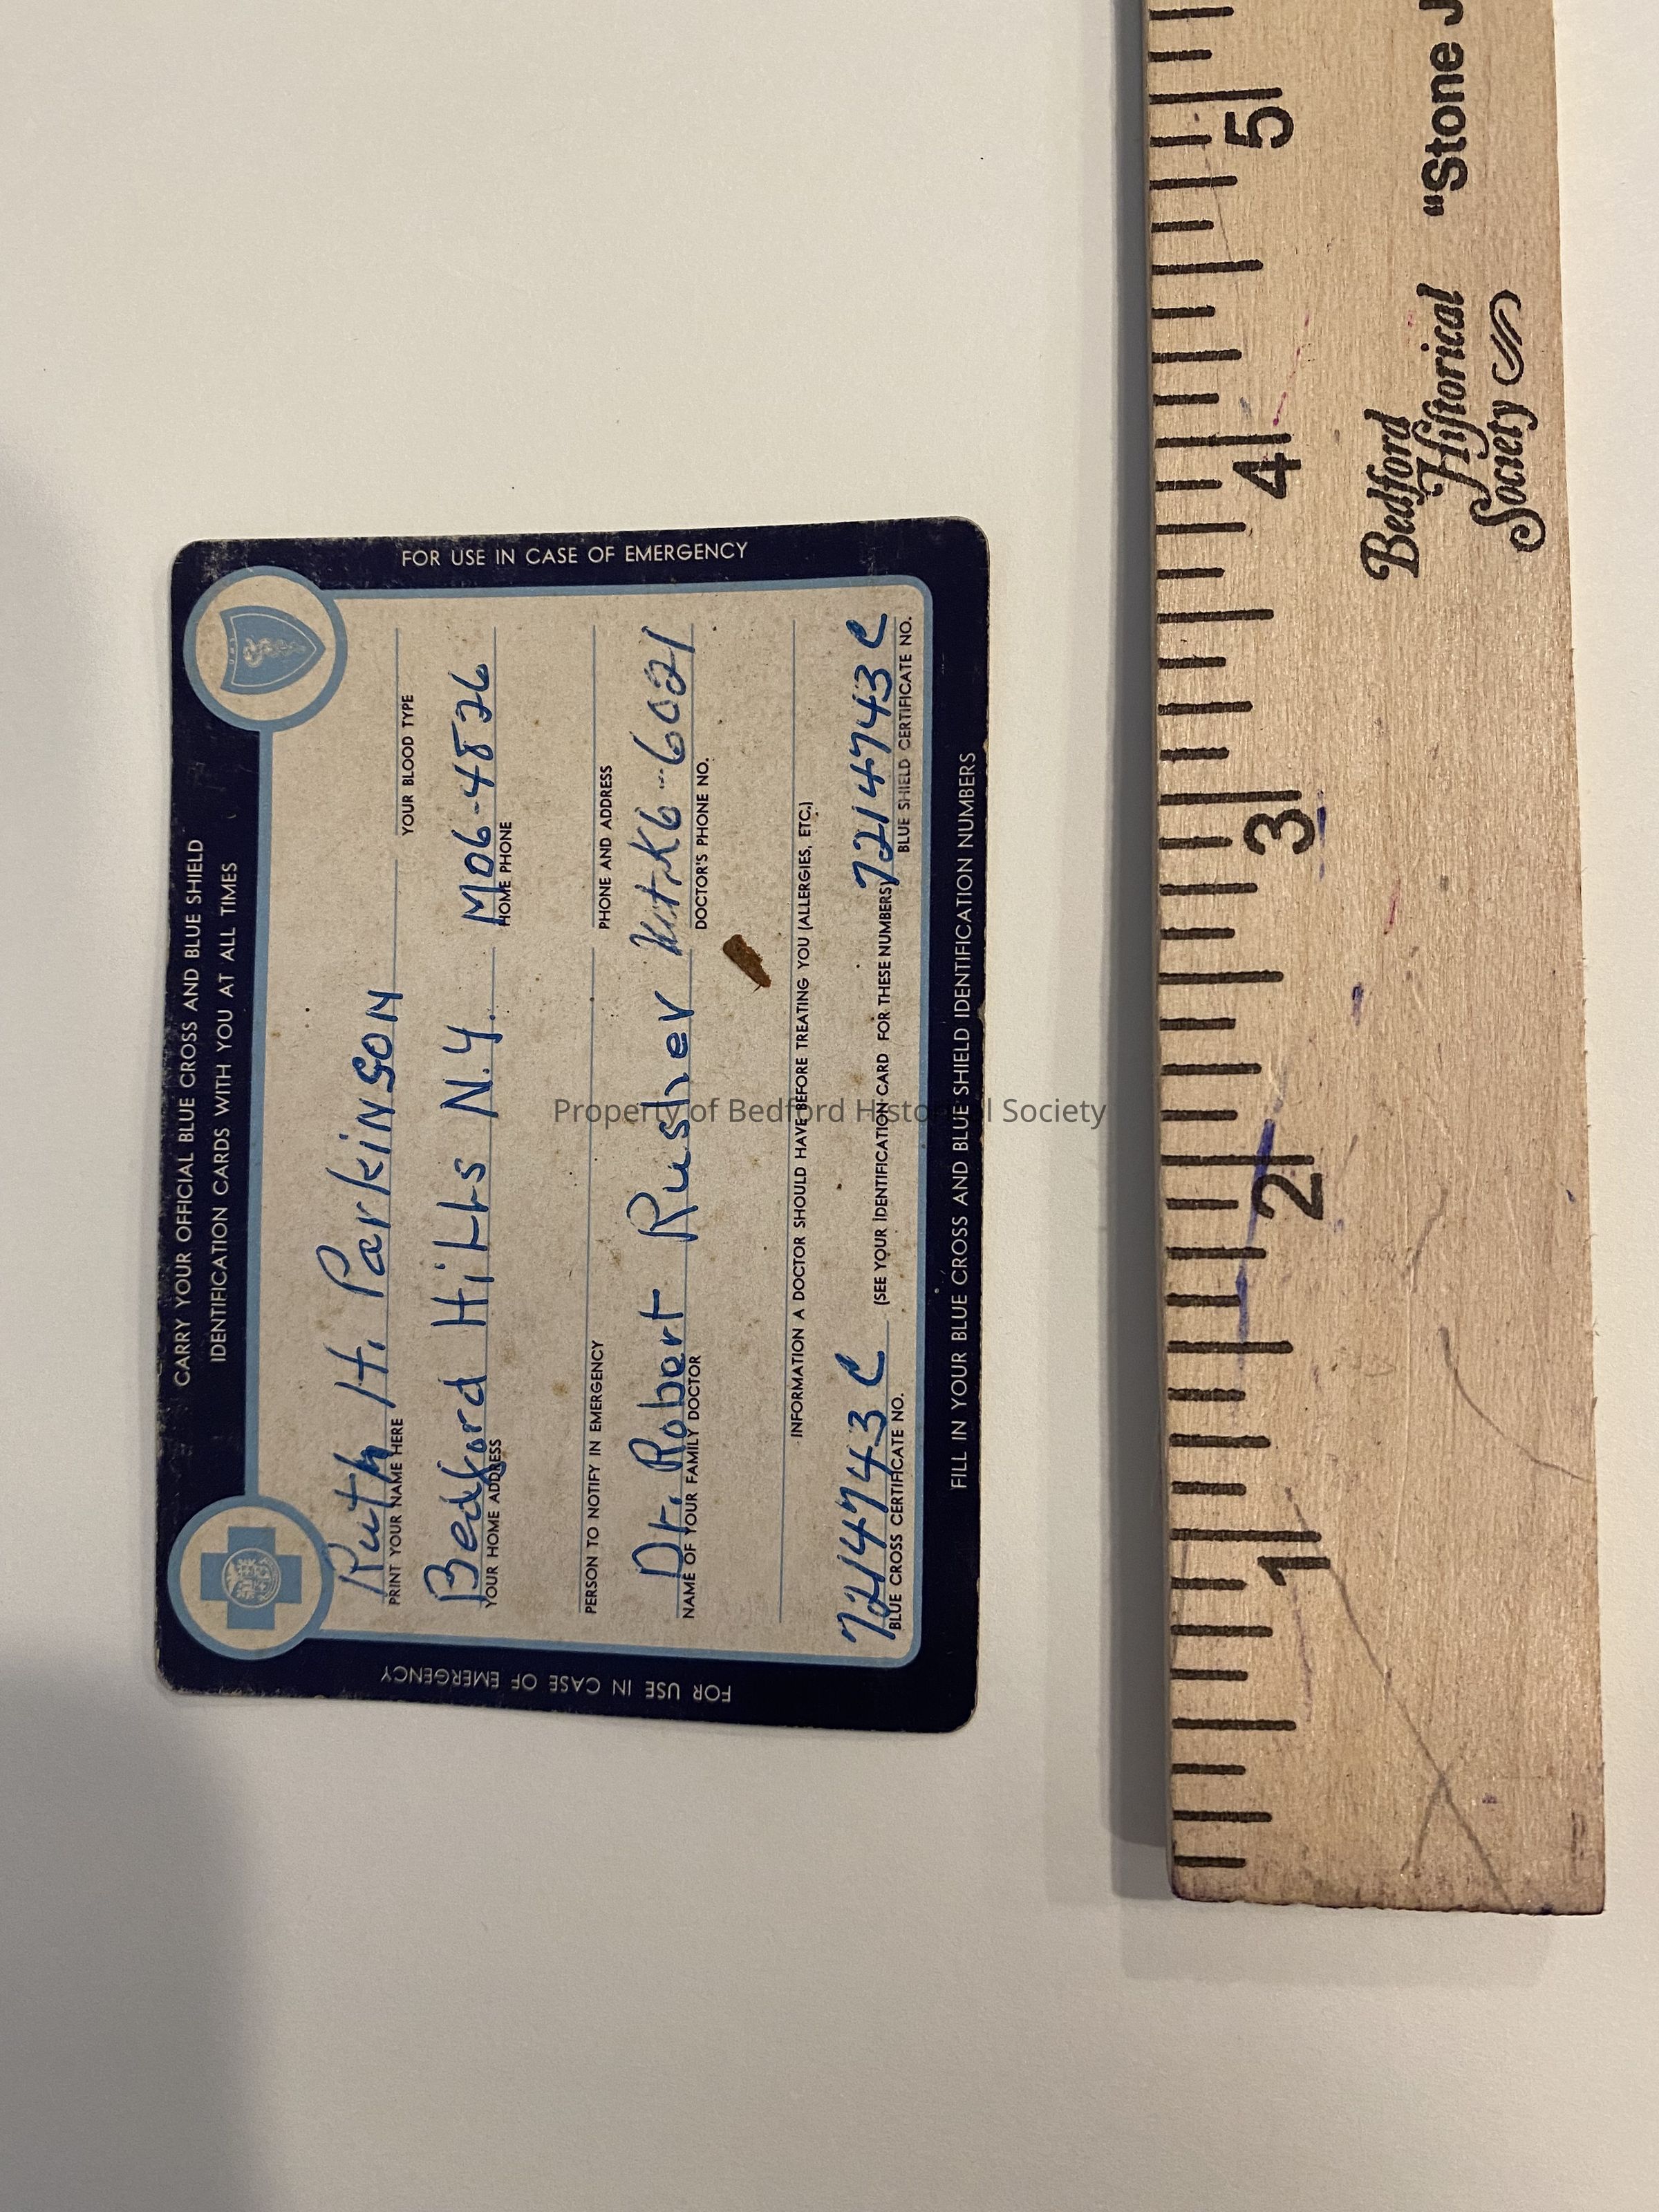 CARRY YOUR OFFICIAL BLUE CROSS AND BLUE SHIELD
IDENTIFICATION CARDS WITH YOU AT ALL TIMES
FOR USE IN CASE OF EMERGENCY
FOR USE IN CASE OF EMERGENCY
Ruth H. Parkinson
PRINT YOUR NAME HERE YOUR BLOOD TYPE
Bedford Hills N.Y. MO6-4826
YOUR HOME ADDRESS HOME PHONE
PERSON TO NOTIFY IN EMERGENCY PHONE AND ADDRESS
Dr. Robert Rusher 6-6021
NAME OF YOUR FAMILY DOCTOR DOCTOR'S PHONE NO.
INFORMATION A DOCTOR SHOULD HAVE BEFORE TREATING YOU (ALLERGIES, ETC.)
7214743 C (SEE YOUR IDENTIFICATION CARD FOR THESE NUMBERS) 7214743 C
BLUE CROSS CERTIFICATE NO. BLUE SHIELD CERTIFICATE NO.
FILL IN YOUR BLUE CROSS AND BLUE SHIELD IDENTIFICATION NUMBERS
Property of Bedford Historical Society
1 2 3 4 5
Bedford
Historical
Society
"Stone J